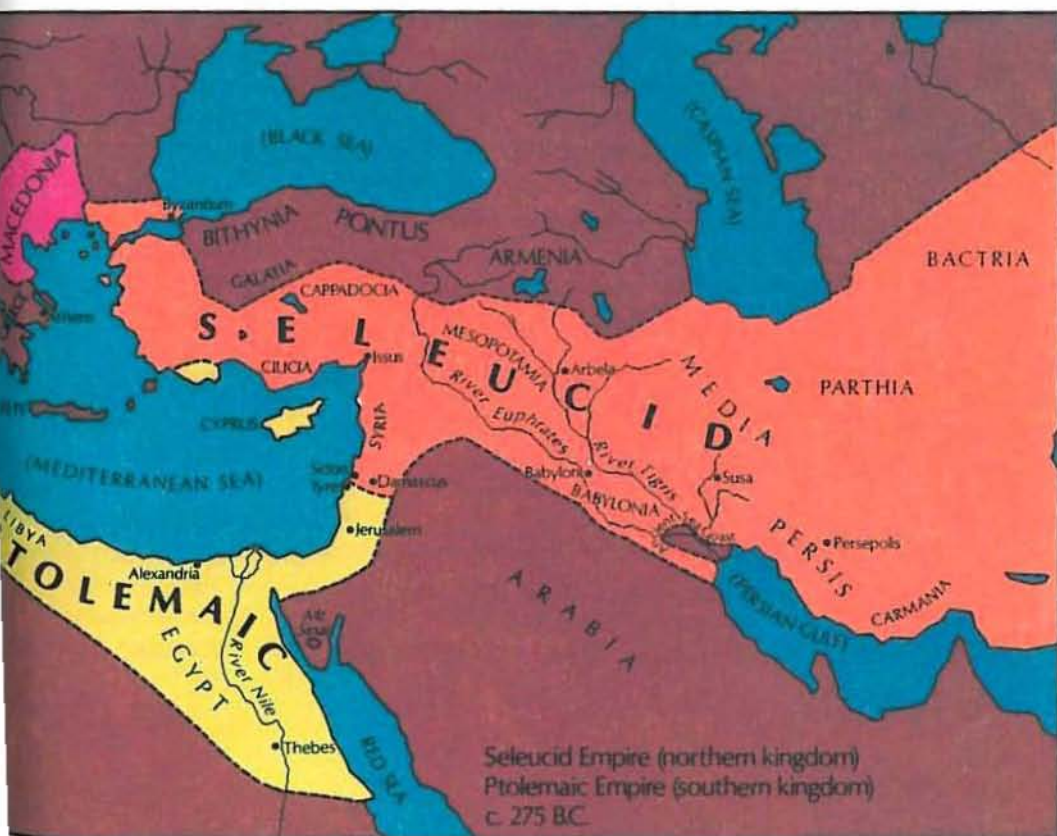 (BLACK SEA)
(CASPIAN SEA)
MACEDONIA
Byzantium
BITHYNIA
PONTUS
GALATIA
ARMENIA
CAPPADOCIA
BACTRIA
SELEUCID
MESOPOTAMIA
MEDIA
Arbela
PARTHIA
Issus
CILICIA
River Euphrates
River Tigris
CYPRUS
SYRIA
(MEDITERRANEAN SEA)
Sidon
Tyre
Damascus
Babylon
BABYLONIA
Susa
PERSIS
Persepolis
LIBYA
Jerusalem
Alexandria
TOLEMAIC
EGYPT
River Nile
Mt
Sinai
ARABIA
(PERSIAN GULF)
CARMANIA
Thebes
RED SEA
Seleucid Empire (northern kingdom)
Ptolemaic Empire (southern kingdom)
c. 275 B.C.